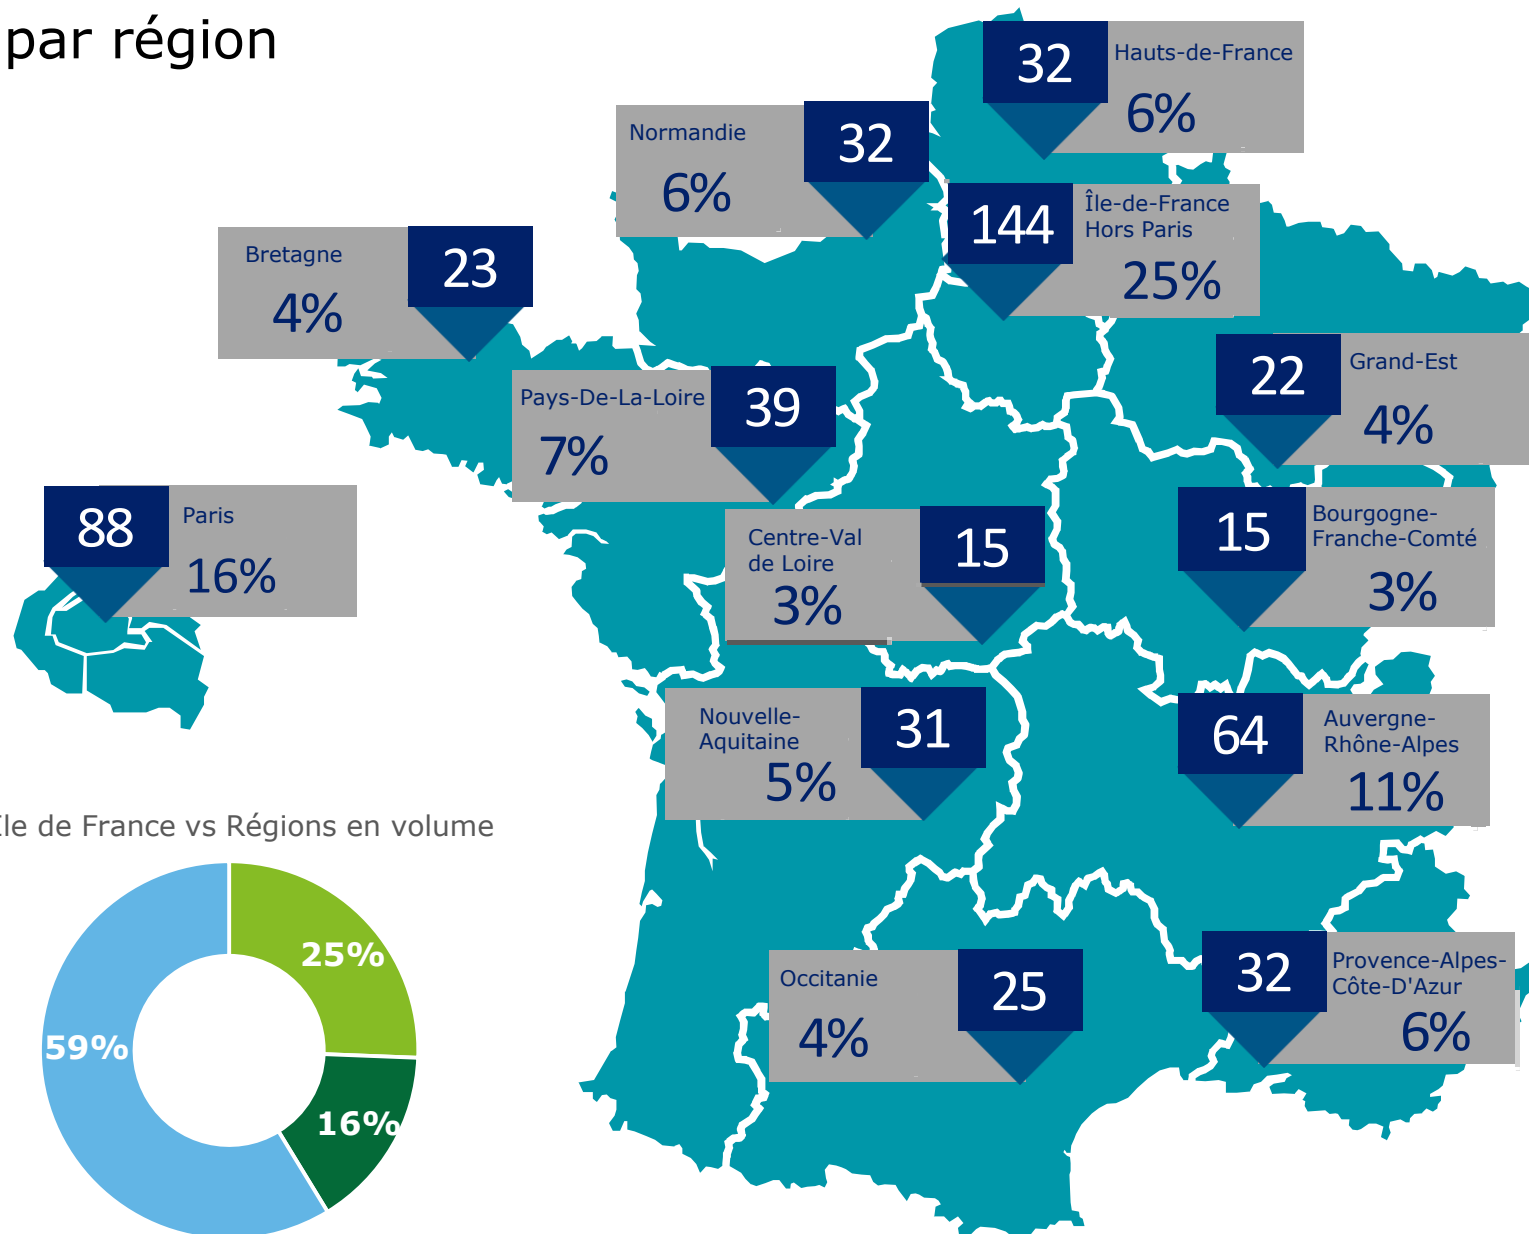 par région
32
Hauts-de-France
6%
Normandie
32
6%
144
Île-de-France
Hors Paris
25%
Bretagne
23
4%
22
Grand-Est
4%
Pays-De-La-Loire
39
7%
88
Paris
16%
Centre-Val
de Loire
15
3%
15
Bourgogne-
Franche-Comté
3%
Nouvelle-
Aquitaine
31
5%
64
Auvergne-
Rhône-Alpes
11%
Ile de France vs Régions en volume
25%
59%
16%
Occitanie
25
4%
32
Provence-Alpes-
Côte-D'Azur
6%